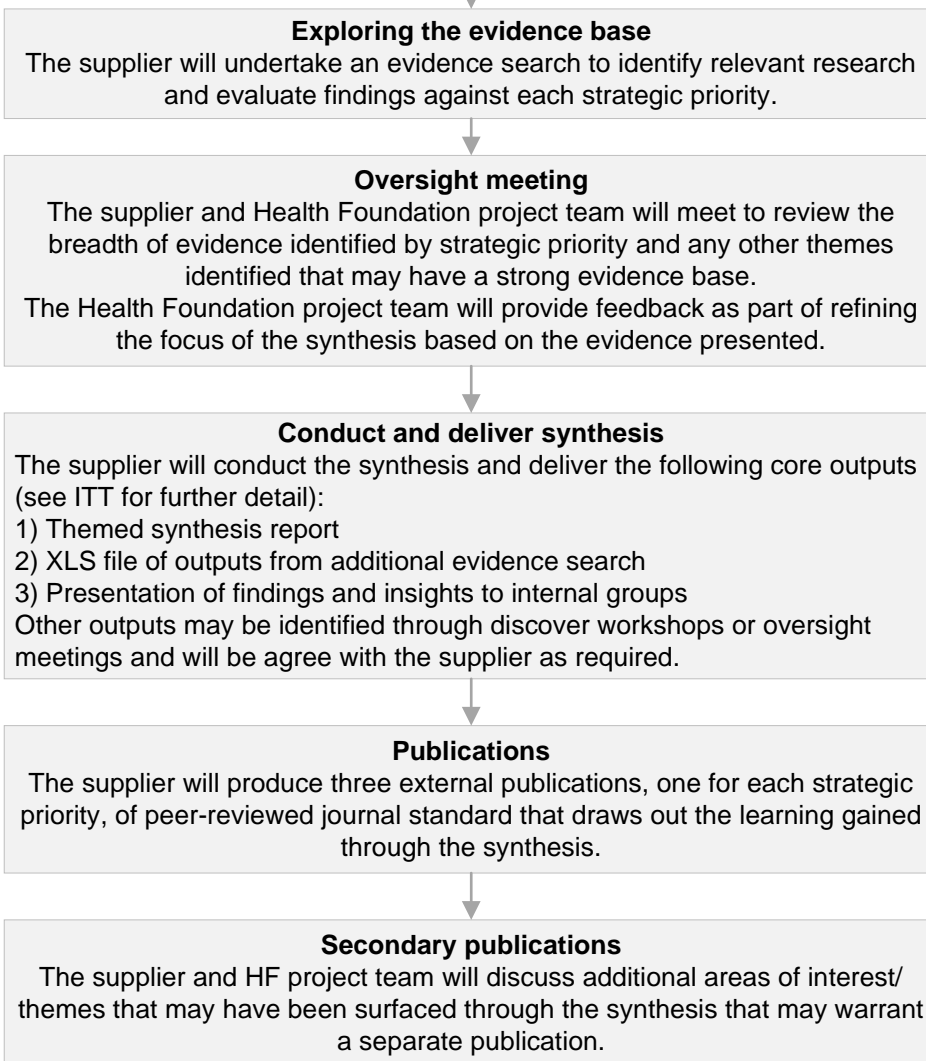 Exploring the evidence base
The supplier will undertake an evidence search to identify relevant research
and evaluate findings against each strategic priority.
Oversight meeting
The supplier and Health Foundation project team will meet to review the
breadth of evidence identified by strategic priority and any other themes
identified that may have a strong evidence base.
The Health Foundation project team will provide feedback as part of refining
the focus of the synthesis based on the evidence presented.
Conduct and deliver synthesis
The supplier will conduct the synthesis and deliver the following core outputs
(see ITT for further detail):
1) Themed synthesis report
2) XLS file of outputs from additional evidence search
3) Presentation of findings and insights to internal groups
Other outputs may be identified through discover workshops or oversight
meetings and will be agree with the supplier as required.
Publications
The supplier will produce three external publications, one for each strategic
priority, of peer-reviewed journal standard that draws out the learning gained
through the synthesis.
Secondary publications
The supplier and HF project team will discuss additional areas of interest/
themes that may have been surfaced through the synthesis that may warrant
a separate publication.